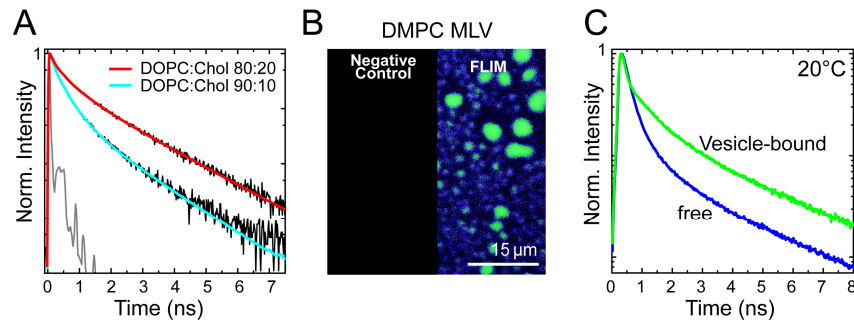 A
1
Norm. Intensity
DOPC:Chol 80:20
DOPC:Chol 90:10
0 1 2 3 4 5 6 7
Time (ns)
B
DMPC MLV
Negative
Control
FLIM
15 µm
C
1
Norm. Intensity
20°C
Vesicle-bound
free
0 1 2 3 4 5 6 7 8
Time (ns)